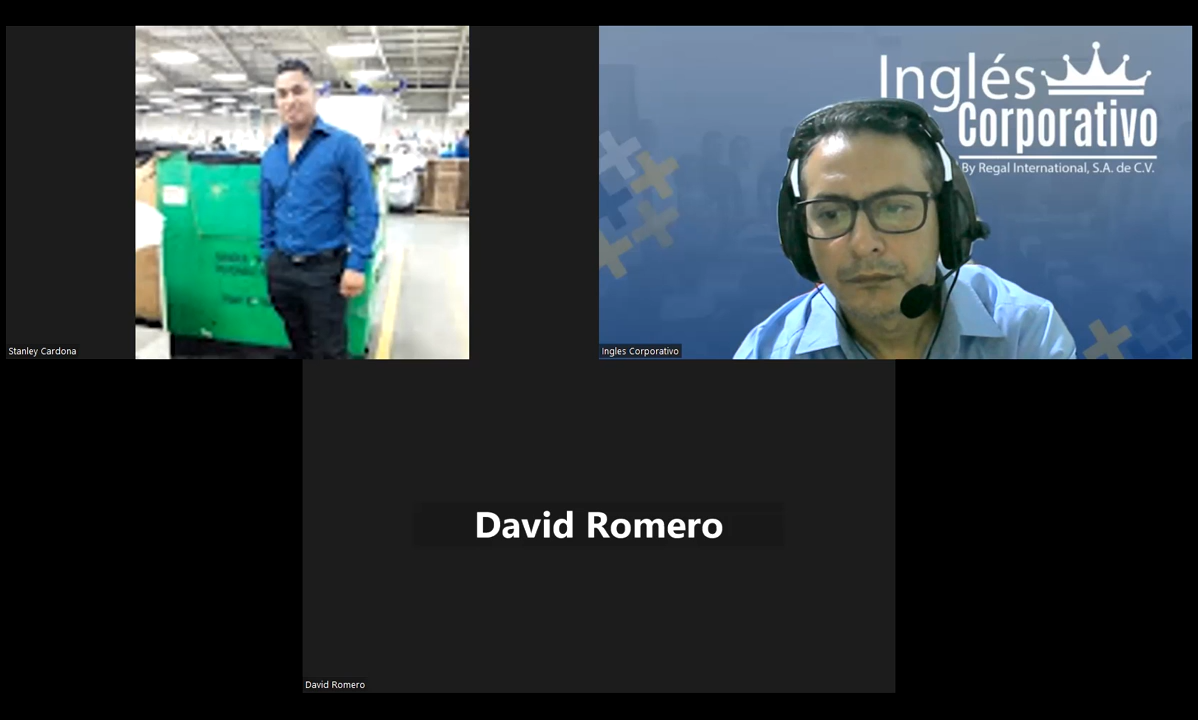 Inglés
Corporativo
By Regal International, S.A. de C.V.
Stanley Cardona
Ingles Corporativo
David Romero
David Romero